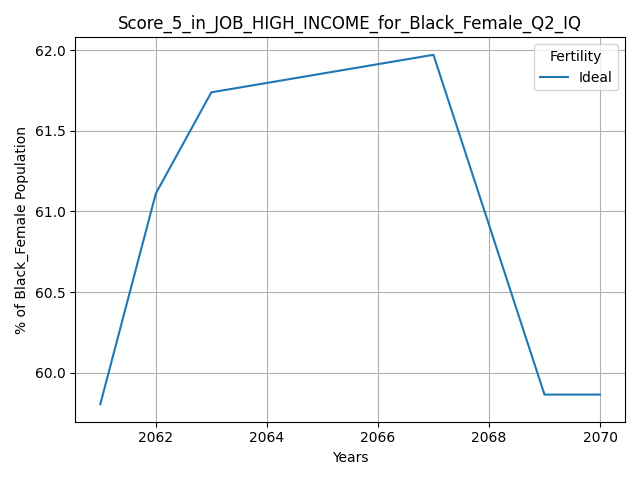 Score_5_in_JOB_HIGH_INCOME_for_Black_Female_Q2_IQ
Fertility
Ideal
62.0
61.5
61.0
60.5
60.0
% of Black_Female Population
2062 2064 2066 2068 2070
Years